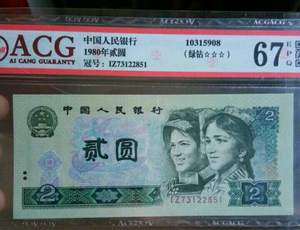 ACG
AI CANG GUARANTY
中国人民银行
1980年贰圆
冠号: IZ73122851
10315908
(绿钻☆☆☆)
67
EPQ
中国人民银行
贰圆
2
2
IZ73122851